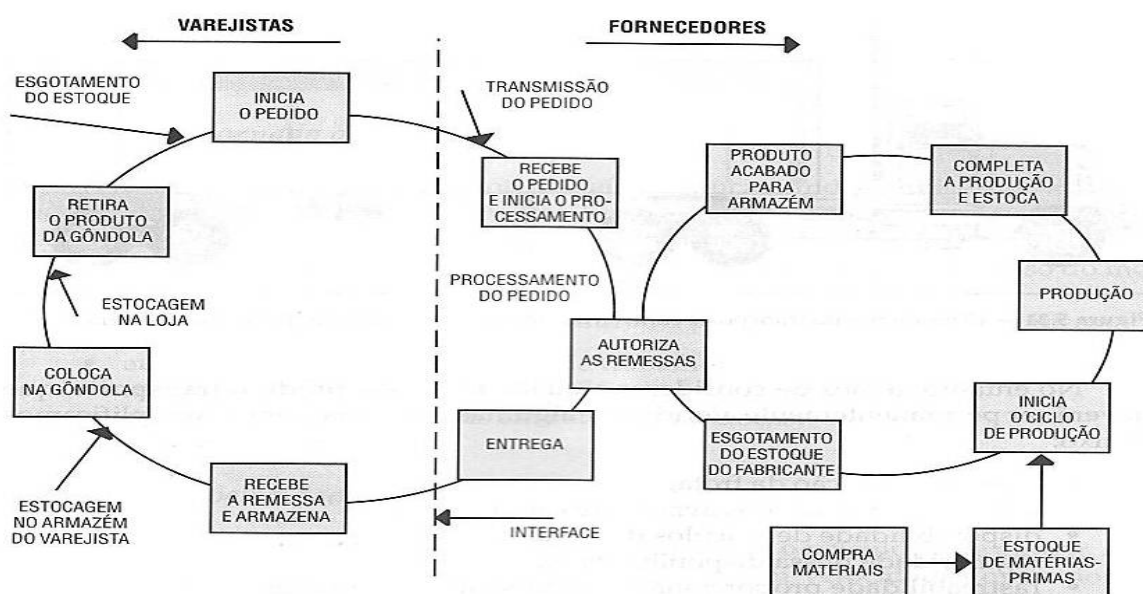 VAREJISTAS
FORNECEDORES
ESGOTAMENTO
DO ESTOQUE
INICIA
O PEDIDO
TRANSMISSÃO
DO PEDIDO
RECEBE
O PEDIDO
E INICIA O PRO-
CESSAMENTO
PRODUTO
ACABADO
PARA
ARMAZÉM
COMPLETA
A PRODUÇÃO
E ESTOCA
RETIRA
O PRODUTO
DA GÔNDOLA
PROCESSAMENTO
DO PEDIDO
PRODUÇÃO
ESTOCAGEM
NA LOJA
AUTORIZA
AS REMESSAS
COLOCA
NA GÔNDOLA
INICIA
O CICLO
DE PRODUÇÃO
ENTREGA
ESGOTAMENTO
DO ESTOQUE
DO FABRICANTE
RECEBE
A REMESSA
E ARMAZENA
ESTOCAGEM
NO ARMAZÉM
DO VAREJISTA
INTERFACE
COMPRA
MATERIAIS
ESTOQUE
DE MATÉRIAS-
PRIMAS